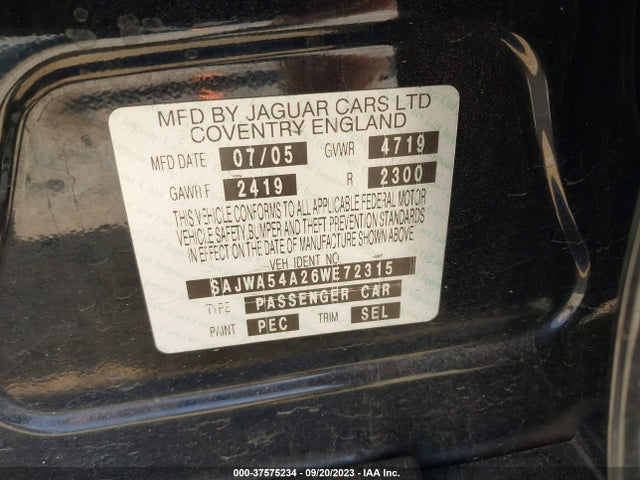 MFD BY JAGUAR CARS LTD
COVENTRY ENGLAND
MFD DATE 07/05 GVWR 4719
GAWR F 2419 R 2300
THIS VEHICLE CONFORMS TO ALL APPLICABLE FEDERAL MOTOR
VEHICLE SAFETY, BUMPER AND THEFT PREVENTION STANDARDS
IN EFFECT ON THE DATE OF MANUFACTURE SHOWN ABOVE
VEH IDENT NO.
SAJWA54A26WE72315
TYPE PASSENGER CAR
PAINT PEC TRIM SEL
000-37575234 - 09/20/2023 - IAA Inc.